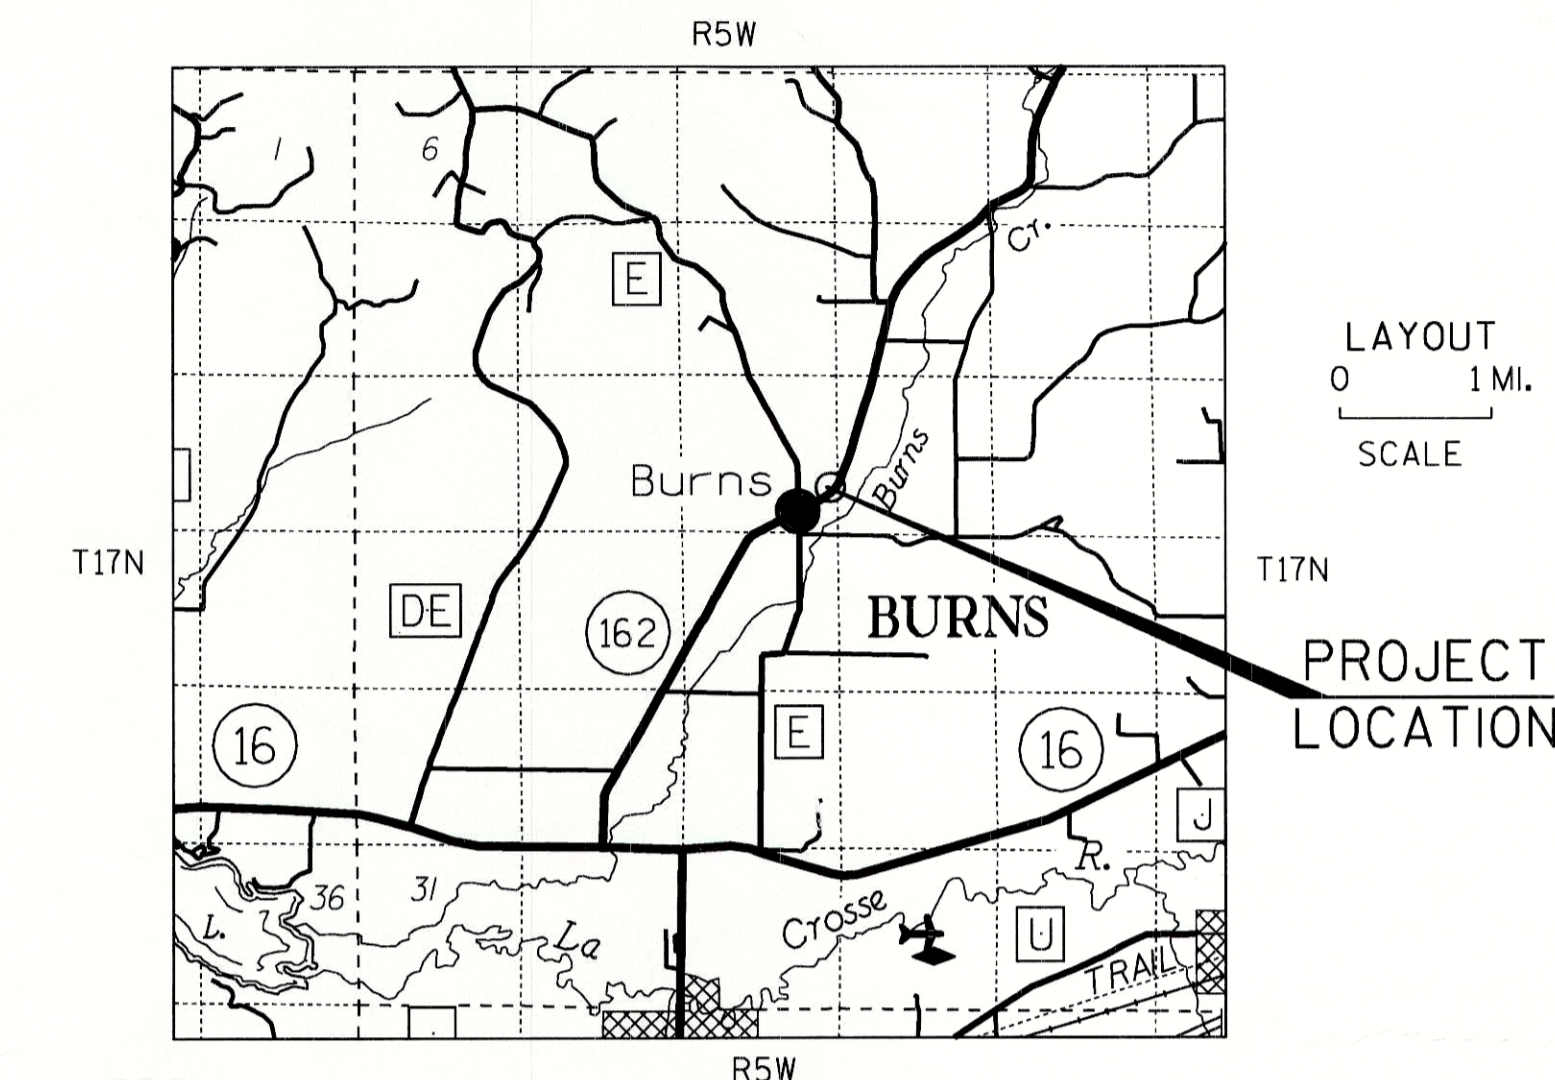 R5W
1
6
Cr.
E
LAYOUT
0 1 MI.
SCALE
Burns
Burns
T17N
T17N
DE
162
BURNS
PROJECT
LOCATION
16
E
16
J
R.
36
31
L.
La
Crosse
U
TRAIL
R5W